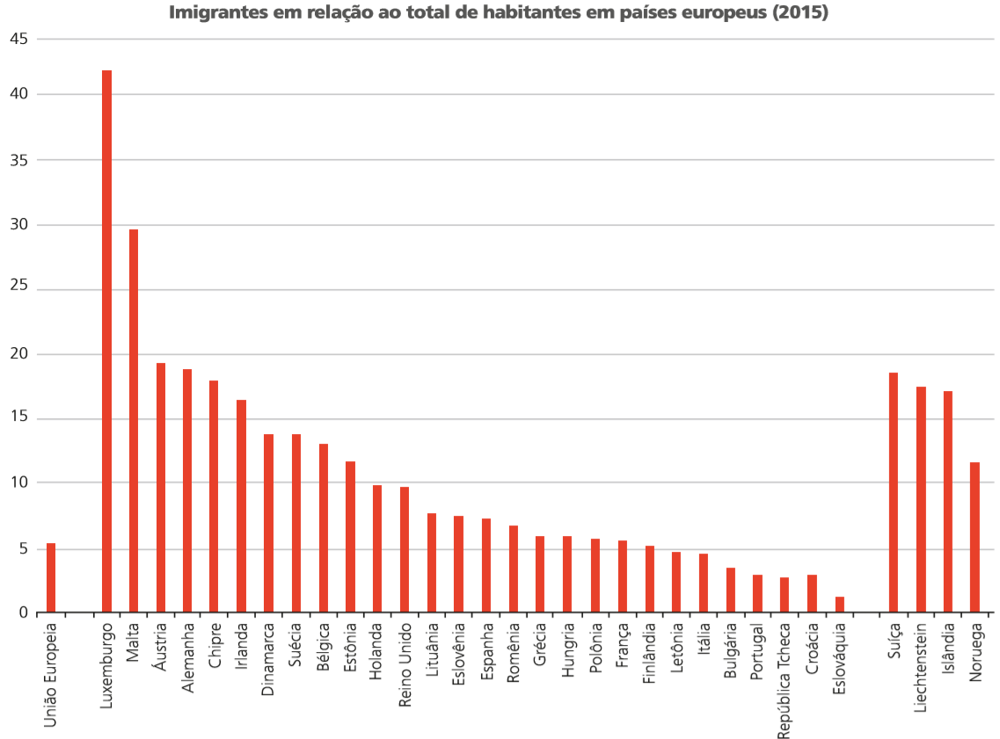 Imigrantes em relação ao total de habitantes em países europeus (2015)
45
40
35
30
25
20
15
10
5
0
União Europeia
Luxemburgo
Malta
Áustria
Alemanha
Chipre
Irlanda
Dinamarca
Suécia
Bélgica
Estônia
Holanda
Reino Unido
Lituânia
Eslovênia
Espanha
Romênia
Grécia
Hungria
Polônia
França
Finlândia
Letônia
Itália
Bulgária
Portugal
República Tcheca
Croácia
Eslováquia
Suíça
Liechtenstein
Islândia
Noruega